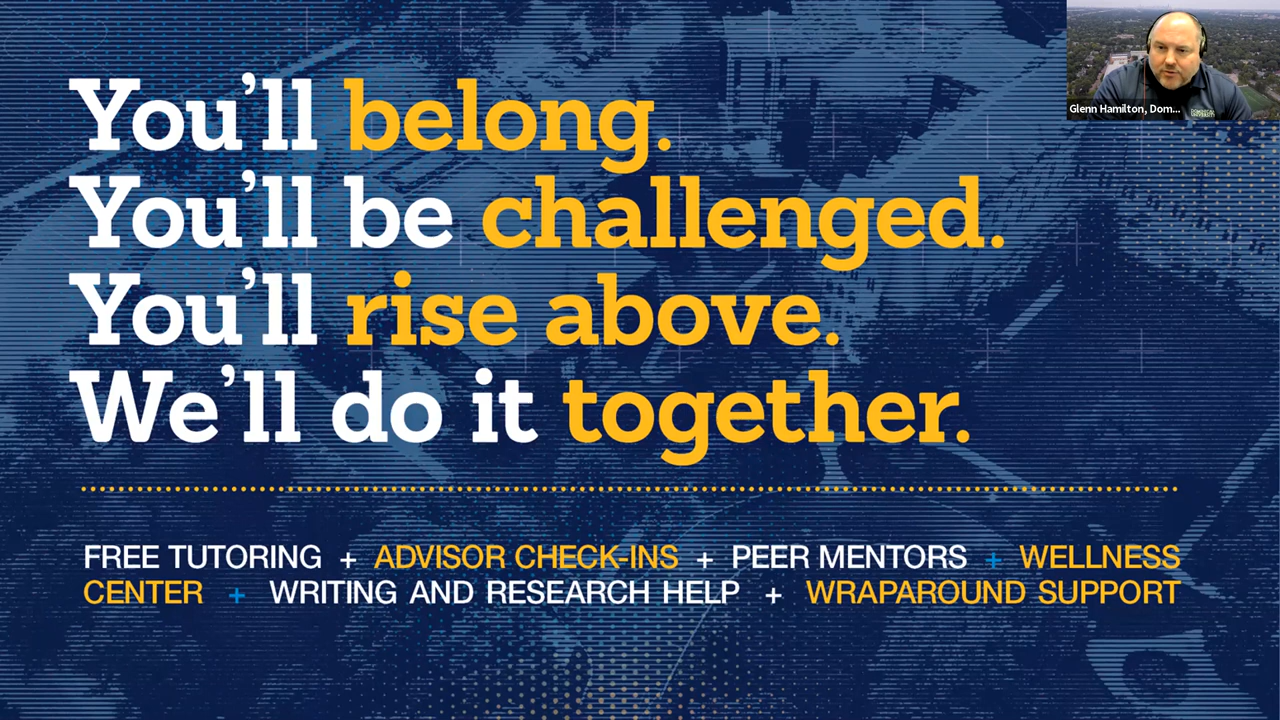 You'll belong.
You'll be challenged.
You'll rise above.
We'll do it together.
FREE TUTORING + ADVISOR CHECK-INS + PEER MENTORS + WELLNESS
CENTER + WRITING AND RESEARCH HELP + WRAPAROUND SUPPORT
Glenn Hamilton, Dom...